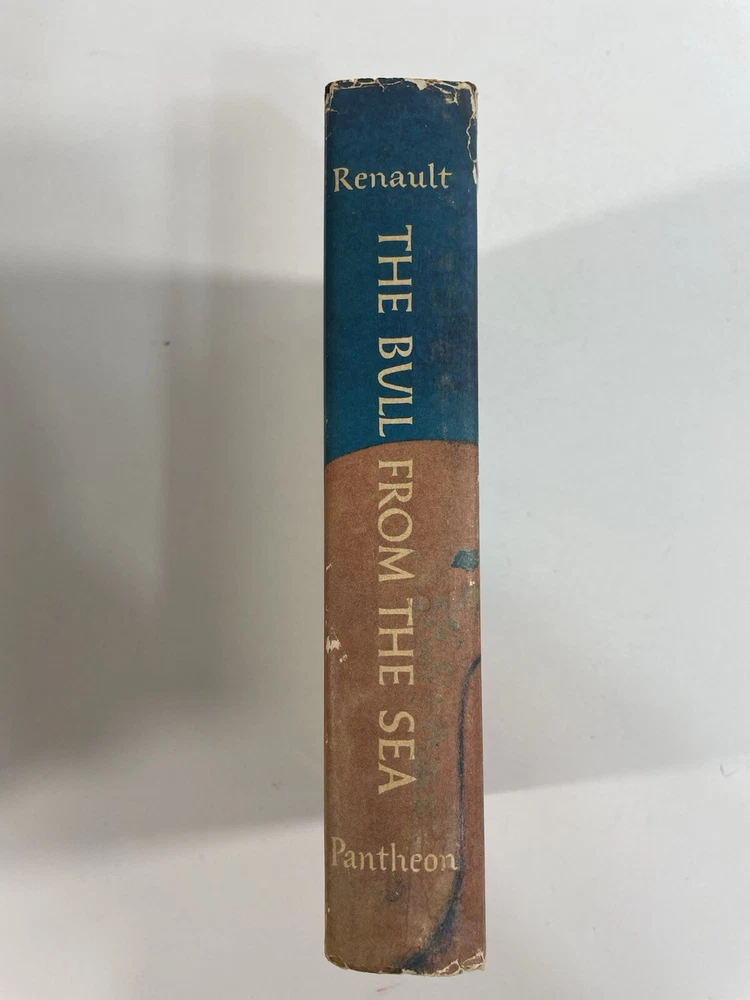 Renault
THE BULL FROM THE SEA
Pantheon